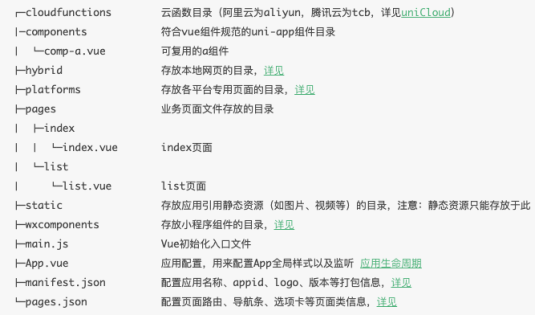 ┌─cloudfunctions 云函数目录（阿里云为aliyun，腾讯云为tcb，详见uniCloud）
|─components 符合vue组件规范的uni-app组件目录
|  └─comp-a.vue 可复用的a组件
├─hybrid 存放本地网页的目录，详见
├─platforms 存放各平台专用页面的目录，详见
├─pages 业务页面文件存放的目录
|  ├─index
|  |  └─index.vue index页面
|  └─list
|     └─list.vue list页面
├─static 存放应用引用静态资源（如图片、视频等）的目录，注意：静态资源只能存放于此
├─wxcomponents 存放小程序组件的目录，详见
├─main.js Vue初始化入口文件
├─App.vue 应用配置，用来配置App全局样式以及监听 应用生命周期
├─manifest.json 配置应用名称、appid、logo、版本等打包信息，详见
└─pages.json 配置页面路由、导航条、选项卡等页面类信息，详见